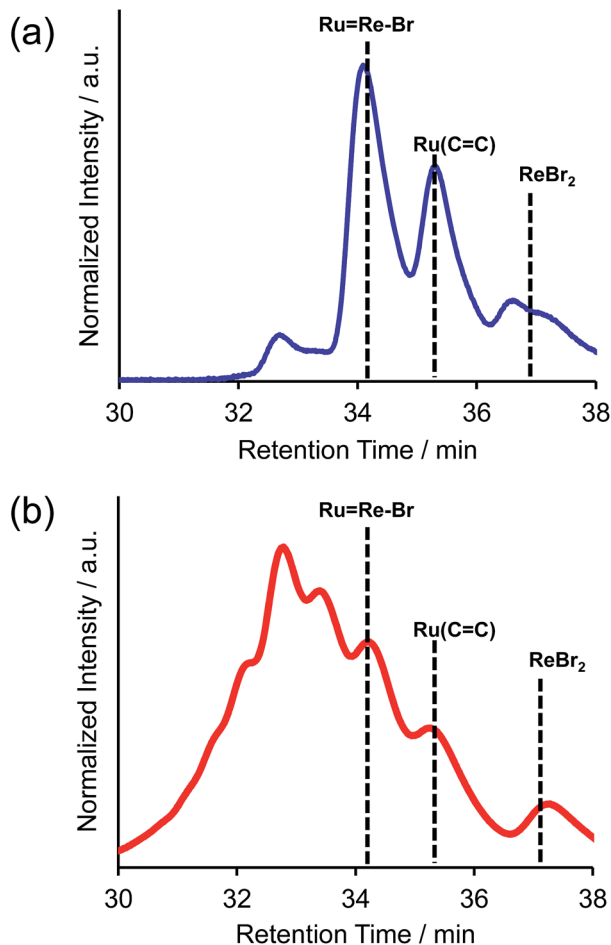 (a)
Ru=Re-Br
Ru(C=C)
ReBr₂
Normalized Intensity / a.u.
30 32 34 36 38
Retention Time / min
(b)
Ru=Re-Br
Ru(C=C)
ReBr₂
Normalized Intensity / a.u.
30 32 34 36 38
Retention Time / min